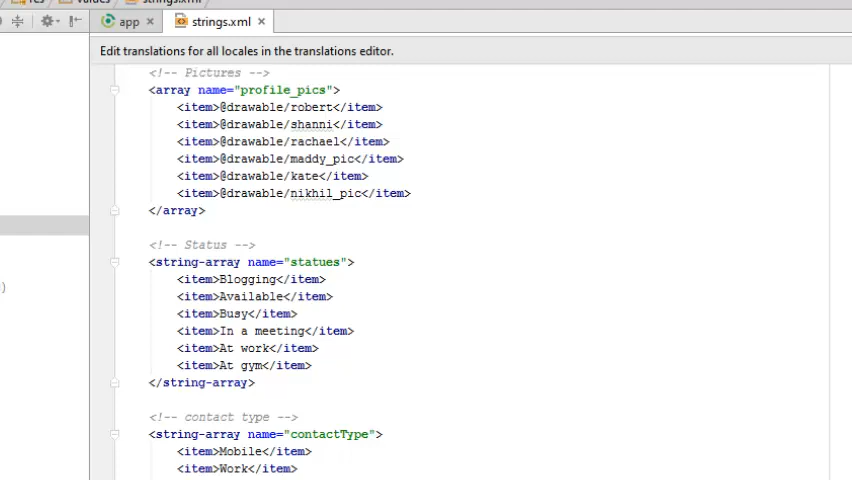 res values strings.xml
app strings.xml
Edit translations for all locales in the translations editor.
<!-- Pictures -->
<array name="profile_pics">
<item>@drawable/robert</item>
<item>@drawable/shanni</item>
<item>@drawable/rachael</item>
<item>@drawable/maddy_pic</item>
<item>@drawable/kate</item>
<item>@drawable/nikhil_pic</item>
</array>
<!-- Status -->
<string-array name="statues">
<item>Blogging</item>
<item>Available</item>
<item>Busy</item>
<item>In a meeting</item>
<item>At work</item>
<item>At gym</item>
</string-array>
<!-- contact type -->
<string-array name="contactType">
<item>Mobile</item>
<item>Work</item>
)